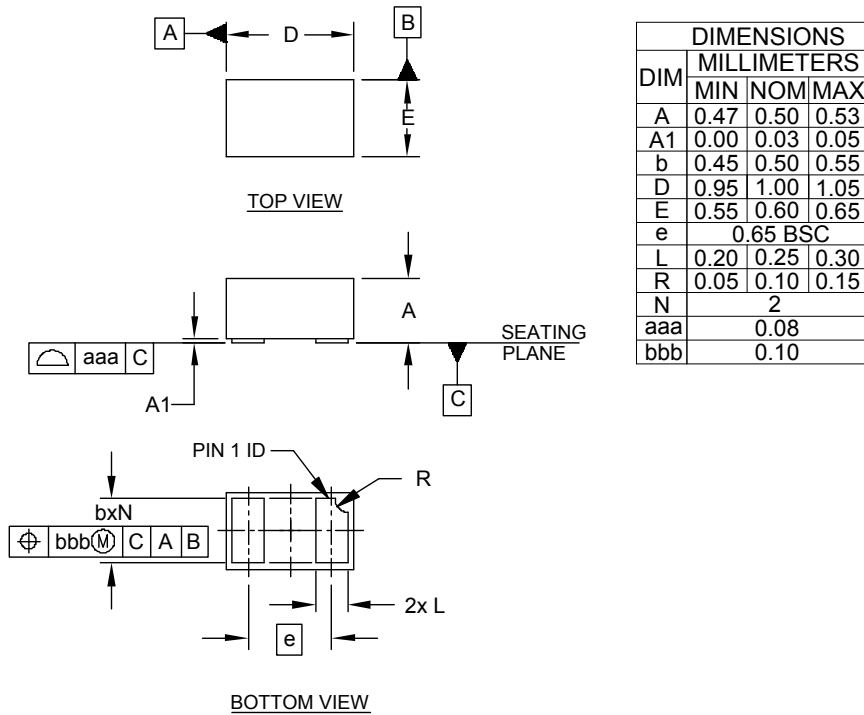 A
D
B
E
TOP VIEW
A
SEATING
PLANE
aaa C
A1
C
PIN 1 ID
R
bxN
bbb Ⓜ C A B
2x L
e
BOTTOM VIEW
DIMENSIONS
DIM MILLIMETERS
MIN NOM MAX
A 0.47 0.50 0.53
A1 0.00 0.03 0.05
b 0.45 0.50 0.55
D 0.95 1.00 1.05
E 0.55 0.60 0.65
e 0.65 BSC
L 0.20 0.25 0.30
R 0.05 0.10 0.15
N 2
aaa 0.08
bbb 0.10